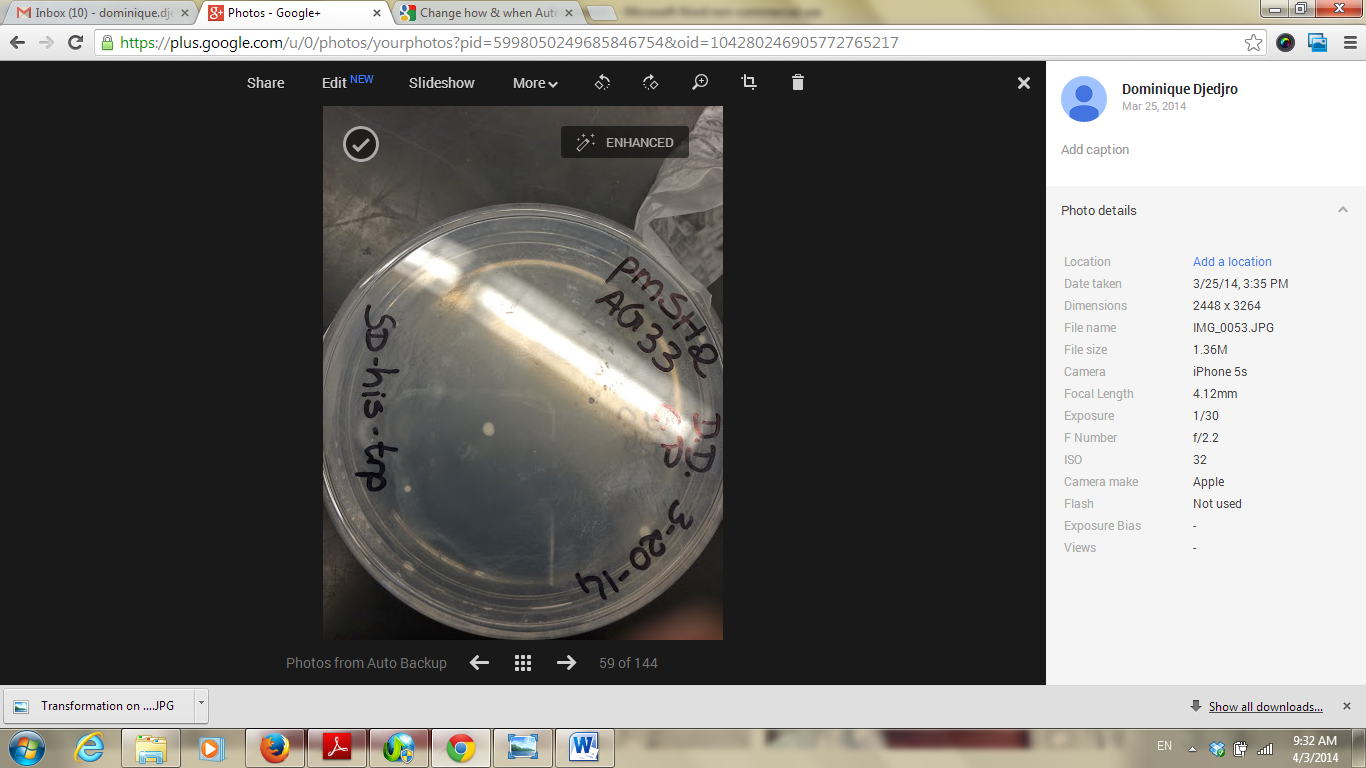 Inbox (10) - dominique.dj
Photos - Google+
Change how & when Aut
https://plus.google.com/u/0/photos/yourphotos?pid=5998050249685846754&oid=104280246905772765217
Share
Edit NEW
Slideshow
More
ENHANCED
pmSH2
AG33
D.D.
SD-his-trp
3-20-14
Photos from Auto Backup
59 of 144
Dominique Djedjro
Mar 25, 2014
Add caption
Photo details
Location Add a location
Date taken 3/25/14, 3:35 PM
Dimensions 2448 x 3264
File name IMG_0053.JPG
File size 1.36M
Camera iPhone 5s
Focal Length 4.12mm
Exposure 1/30
F Number f/2.2
ISO 32
Camera make Apple
Flash Not used
Exposure Bias -
Views -
Transformation on ....JPG
Show all downloads...
EN
9:32 AM
4/3/2014